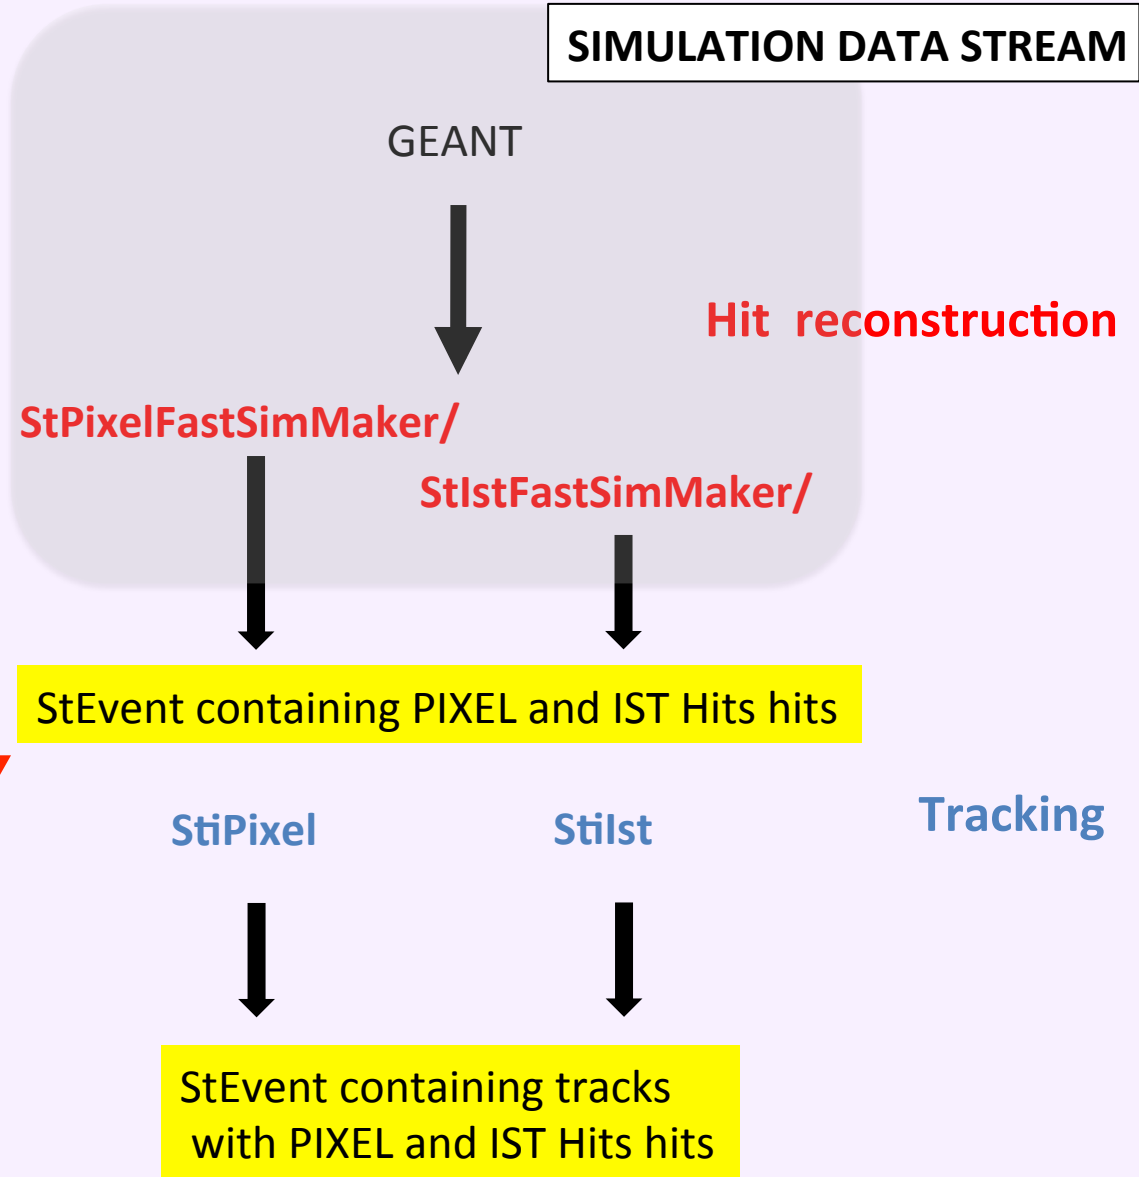 SIMULATION DATA STREAM
GEANT
Hit reconstruction
StPixelFastSimMaker/
StIstFastSimMaker/
StEvent containing PIXEL and IST Hits hits
StiPixel
StiIst
Tracking
StEvent containing tracks
with PIXEL and IST Hits hits